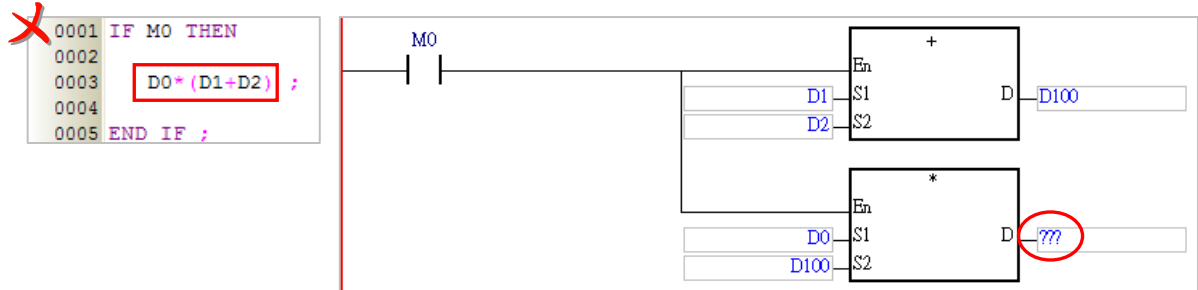 0001 IF M0 THEN
0002
0003 D0*(D1+D2) ;
0004
0005 END IF ;
M0
+
En
D1 S1 D D100
D2 S2
*
En
D0 S1 D ???
D100 S2